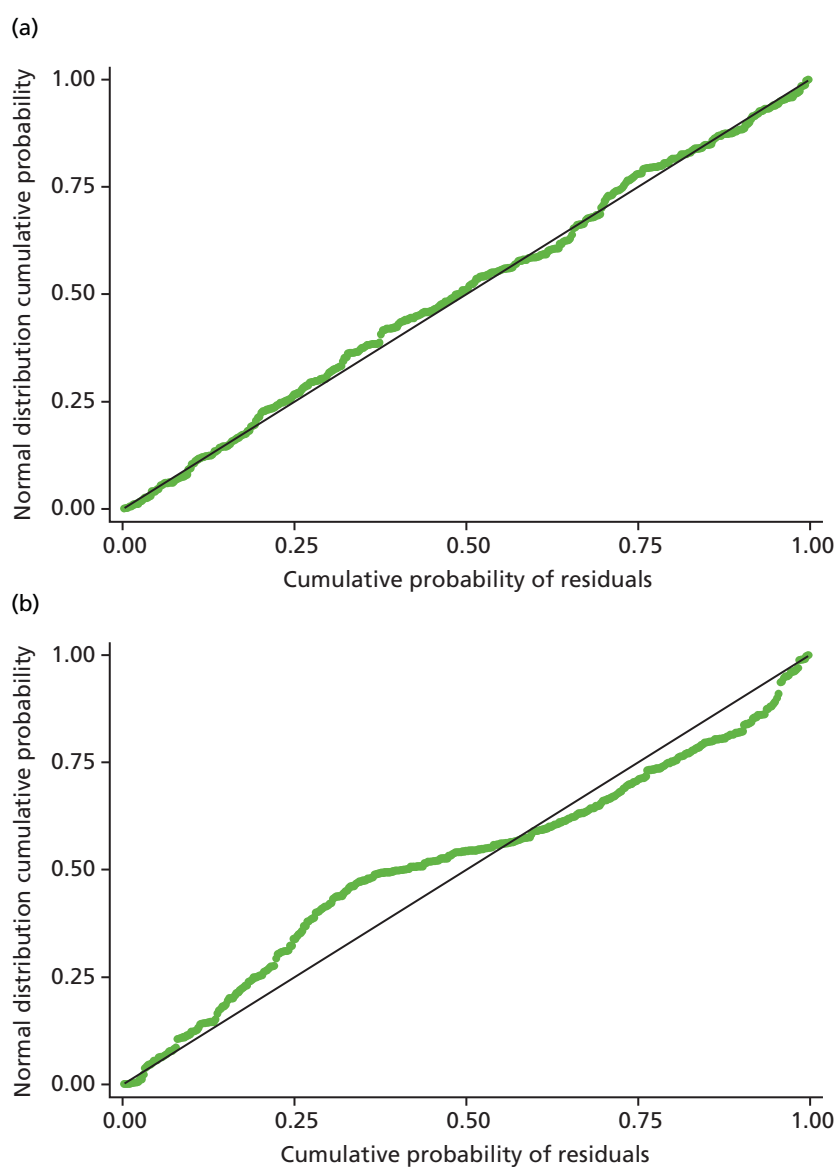 (a)
Normal distribution cumulative probability
1.00
0.75
0.50
0.25
0.00
0.00 0.25 0.50 0.75 1.00
Cumulative probability of residuals
(b)
Normal distribution cumulative probability
1.00
0.75
0.50
0.25
0.00
0.00 0.25 0.50 0.75 1.00
Cumulative probability of residuals